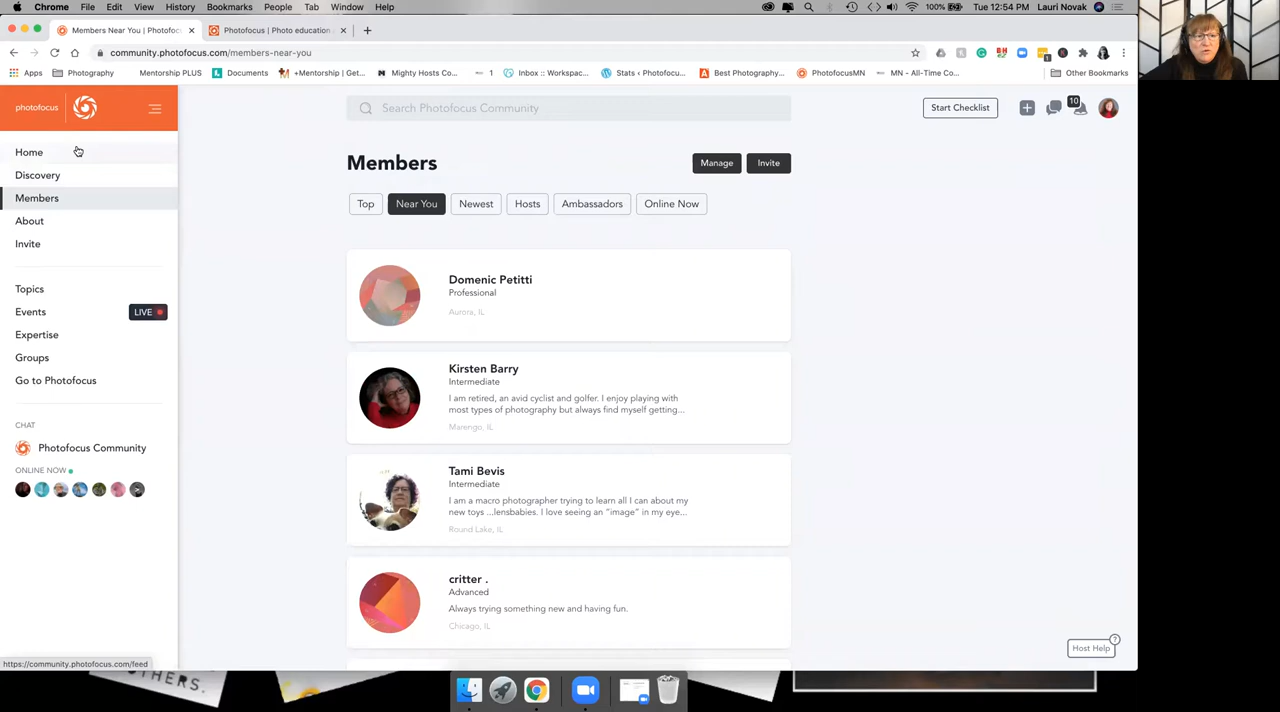 Chrome File Edit View History Bookmarks People Tab Window Help
100% Tue 12:54 PM Lauri Novak
Members Near You | Photofoc
Photofocus | Photo education
community.photofocus.com/members-near-you
Apps Photography Mentorship PLUS Documents +Mentorship | Get... Mighty Hosts Co... 1 Inbox :: Workspac... Stats ‹ Photofocu... Best Photography... PhotofocusMN MN - All-Time Co... Other Bookmarks
photofocus
Search Photofocus Community
Start Checklist
10
Home
Discovery
Members
About
Invite
Topics
Events LIVE
Expertise
Groups
Go to Photofocus
CHAT
Photofocus Community
ONLINE NOW
Members
Manage Invite
Top Near You Newest Hosts Ambassadors Online Now
Domenic Petitti
Professional
Aurora, IL
Kirsten Barry
Intermediate
I am retired, an avid cyclist and golfer. I enjoy playing with
most types of photography but always find myself getting...
Marengo, IL
Tami Bevis
Intermediate
I am a macro photographer trying to learn all I can about my
new toys ...lensbabies. I love seeing an “image” in my eye...
Round Lake, IL
critter .
Advanced
Always trying something new and having fun.
Chicago, IL
Host Help ?
https://community.photofocus.com/feed
THERS.